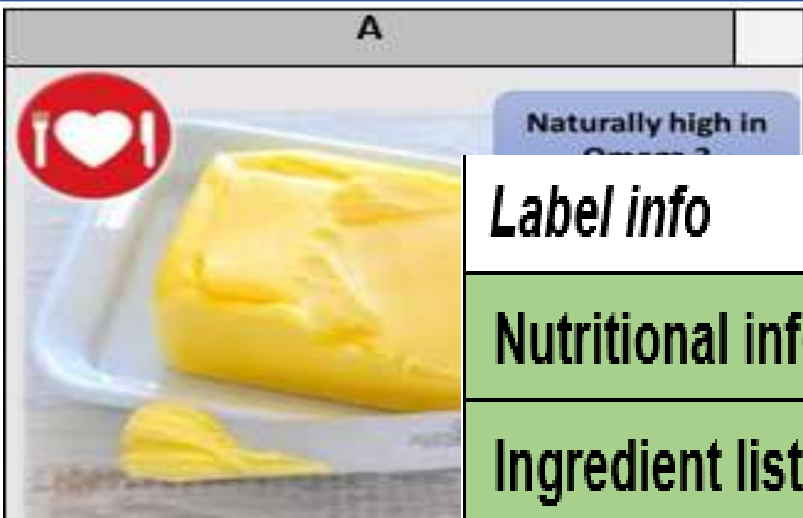 A
Naturally high in
Label info
Nutritional inf
Ingredient list